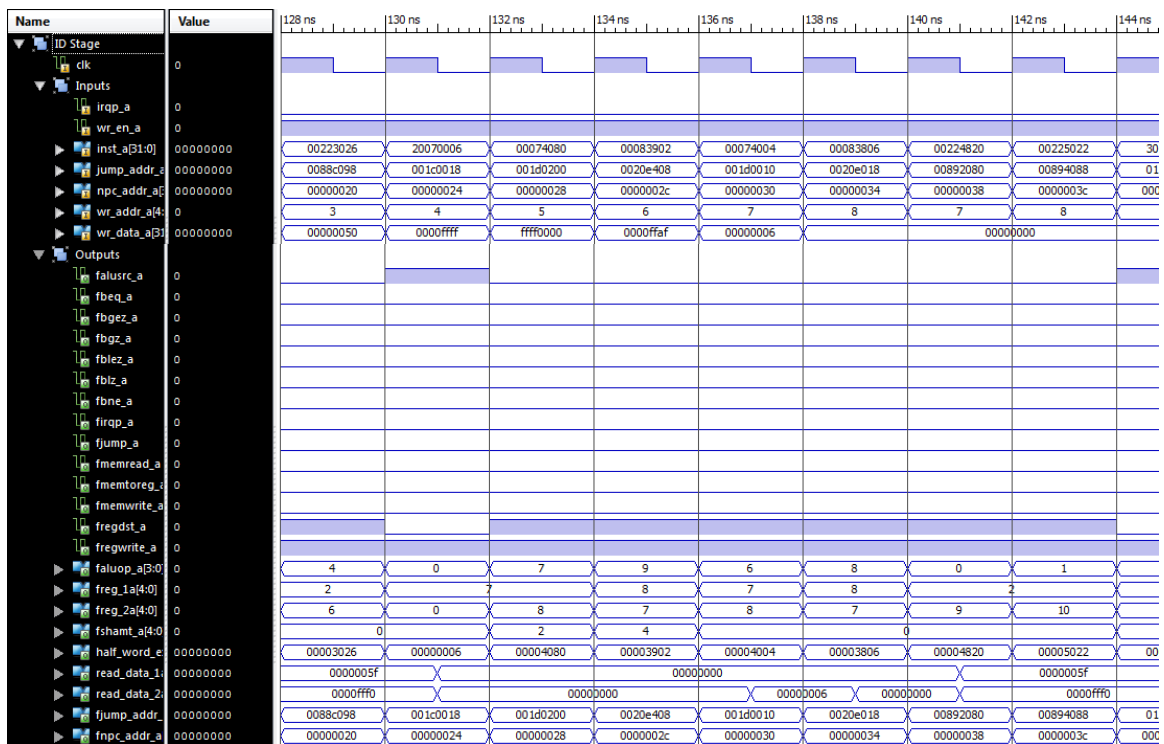 Name Value 128 ns 130 ns 132 ns 134 ns 136 ns 138 ns 140 ns 142 ns 144 ns
ID Stage
clk 0
Inputs
irqp_a 0
wr_en_a 0
inst_a[31:0] 00000000 00223026 20070006 00074080 00083902 00074004 00083806 00224820 00225022 30
jump_addr_a 00000000 0088c098 001c0018 001d0200 0020e408 001d0010 0020e018 00892080 00894088 01
npc_addr_a[ 00000000 00000020 00000024 00000028 0000002c 00000030 00000034 00000038 0000003c 000
wr_addr_a[4: 0 3 4 5 6 7 8 7 8
wr_data_a[31 00000000 00000050 0000ffff ffff0000 0000ffaf 00000006 00000000
Outputs
falusrc_a 0
fbeq_a 0
fbgez_a 0
fbgz_a 0
fblez_a 0
fblz_a 0
fbne_a 0
firqp_a 0
fjump_a 0
fmemread_a 0
fmemtoreg_a 0
fmemwrite_a 0
fregdst_a 0
fregwrite_a 0
faluop_a[3:0] 0 4 0 7 9 6 8 0 1
freg_1a[4:0] 0 2 7 8 7 8 2
freg_2a[4:0] 0 6 0 8 7 8 7 9 10
fshamt_a[4:0 0 0 2 4 0
half_word_e 00000000 00003026 00000006 00004080 00003902 00004004 00003806 00004820 00005022 00
read_data_1 00000000 0000005f 00000000 0000005f
read_data_2 00000000 0000fff0 00000000 00000006 00000000 0000fff0
fjump_addr_ 00000000 0088c098 001c0018 001d0200 0020e408 001d0010 0020e018 00892080 00894088 01
fnpc_addr_a 00000000 00000020 00000024 00000028 0000002c 00000030 00000034 00000038 0000003c 000